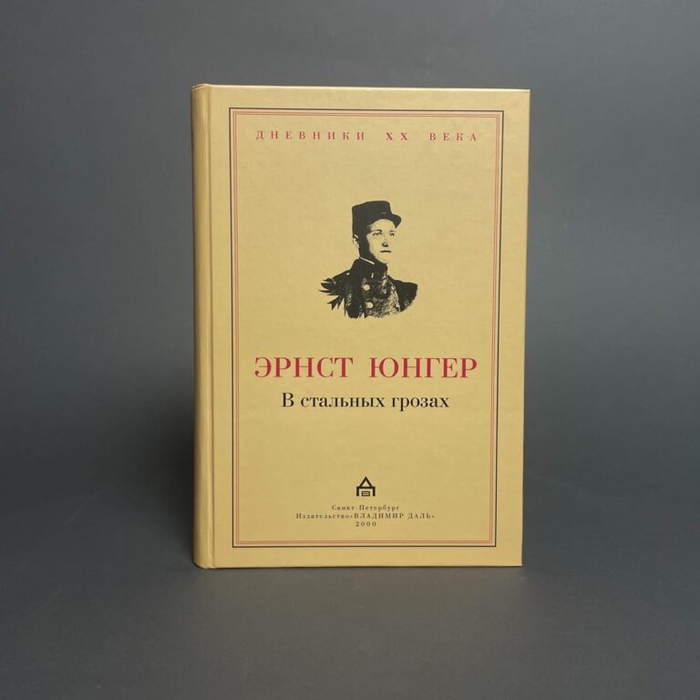 ДНЕВНИКИ XX ВЕКА
ЭРНСТ ЮНГЕР
В стальных грозах
Санкт-Петербург
Издательство «ВЛАДИМИР ДАЛЬ»
2000